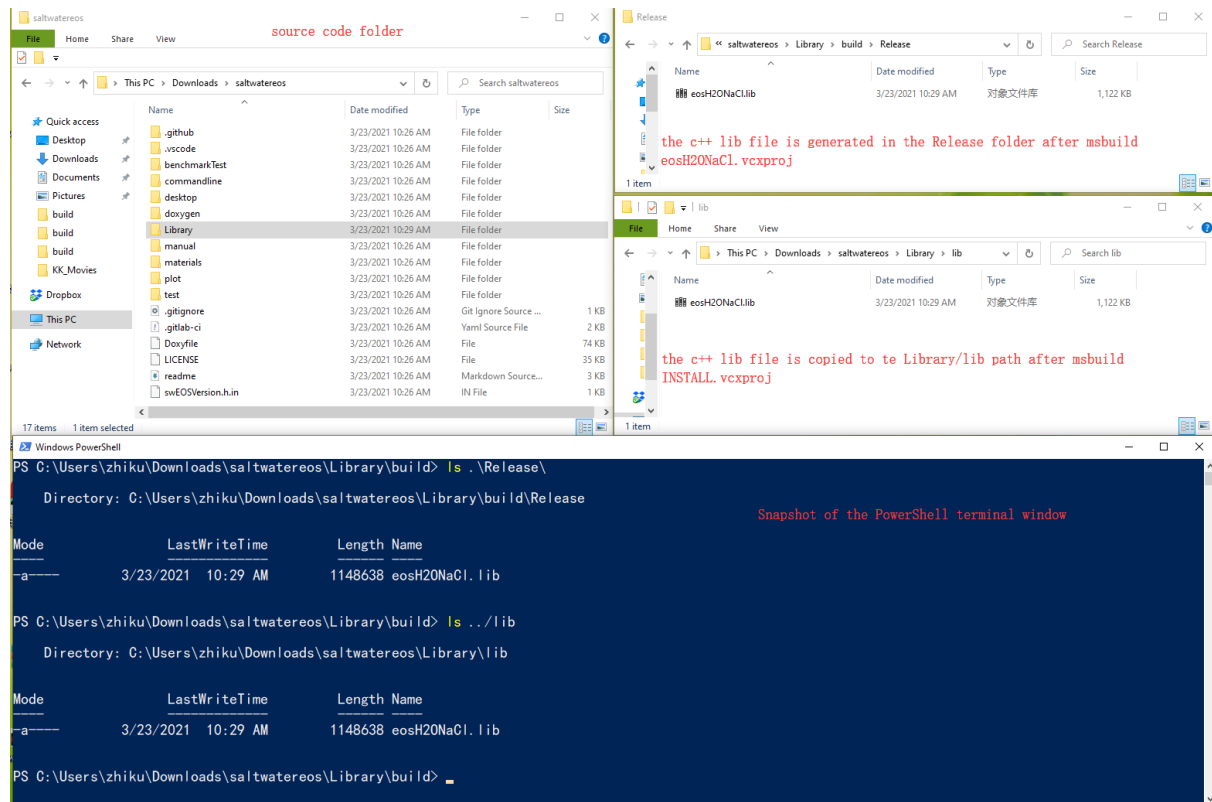 saltwatereos
source code folder
File Home Share View
This PC > Downloads > saltwatereos
Search saltwatereos
Name Date modified Type Size
Quick access
Desktop
Downloads
Documents
Pictures
build
build
build
KK_Movies
Dropbox
This PC
Network
.github 3/23/2021 10:26 AM File folder
.vscode 3/23/2021 10:26 AM File folder
benchmarkTest 3/23/2021 10:26 AM File folder
commandline 3/23/2021 10:26 AM File folder
desktop 3/23/2021 10:26 AM File folder
doxygen 3/23/2021 10:26 AM File folder
Library 3/23/2021 10:29 AM File folder
manual 3/23/2021 10:26 AM File folder
materials 3/23/2021 10:26 AM File folder
plot 3/23/2021 10:26 AM File folder
test 3/23/2021 10:26 AM File folder
.gitignore 3/23/2021 10:26 AM Git Ignore Source ... 1 KB
.gitlab-ci 3/23/2021 10:26 AM Yaml Source File 2 KB
Doxyfile 3/23/2021 10:26 AM File 74 KB
LICENSE 3/23/2021 10:26 AM File 35 KB
readme 3/23/2021 10:26 AM Markdown Source... 3 KB
swEOSVersion.h.in 3/23/2021 10:26 AM IN File 1 KB
17 items 1 item selected
Release
« saltwatereos > Library > build > Release
Search Release
Name Date modified Type Size
eosH2ONaCl.lib 3/23/2021 10:29 AM 对象文件库 1,122 KB
the c++ lib file is generated in the Release folder after msbuild
eosH2ONaCl.vcxproj
1 item
lib
File Home Share View
This PC > Downloads > saltwatereos > Library > lib
Search lib
Name Date modified Type Size
eosH2ONaCl.lib 3/23/2021 10:29 AM 对象文件库 1,122 KB
the c++ lib file is copied to te Library/lib path after msbuild
INSTALL.vcxproj
1 item
Windows PowerShell
PS C:\Users\zhiku\Downloads\saltwatereos\Library\build> ls .\Release\
Directory: C:\Users\zhiku\Downloads\saltwatereos\Library\build\Release
Snapshot of the PowerShell terminal window
Mode LastWriteTime Length Name
---- ------------- ------ ----
-a---- 3/23/2021 10:29 AM 1148638 eosH2ONaCl.lib
PS C:\Users\zhiku\Downloads\saltwatereos\Library\build> ls ../lib
Directory: C:\Users\zhiku\Downloads\saltwatereos\Library\lib
Mode LastWriteTime Length Name
---- ------------- ------ ----
-a---- 3/23/2021 10:29 AM 1148638 eosH2ONaCl.lib
PS C:\Users\zhiku\Downloads\saltwatereos\Library\build>